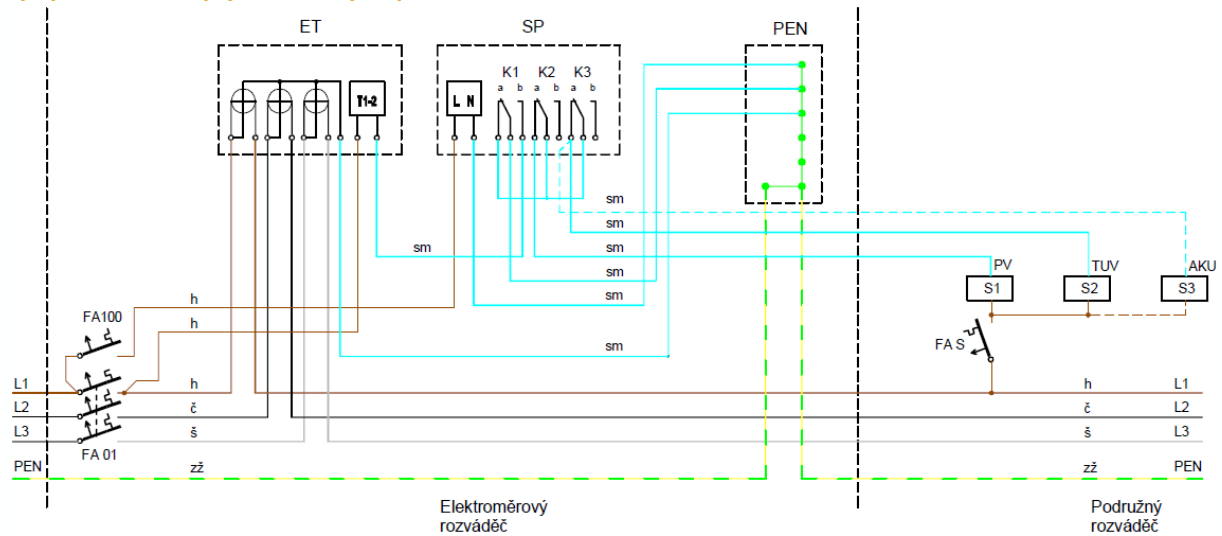 ET
SP
PEN
K1 K2 K3
a b a b a b
T1-2
L N
sm
sm
sm
sm
sm
sm
sm
PV
TUV
AKU
S1
S2
S3
FA100
h
h
FA S
L1
h
h
L1
L2
č
č
L2
L3
š
š
L3
FA 01
PEN
zž
zž
PEN
Elektroměrový
rozváděč
Podružný
rozváděč